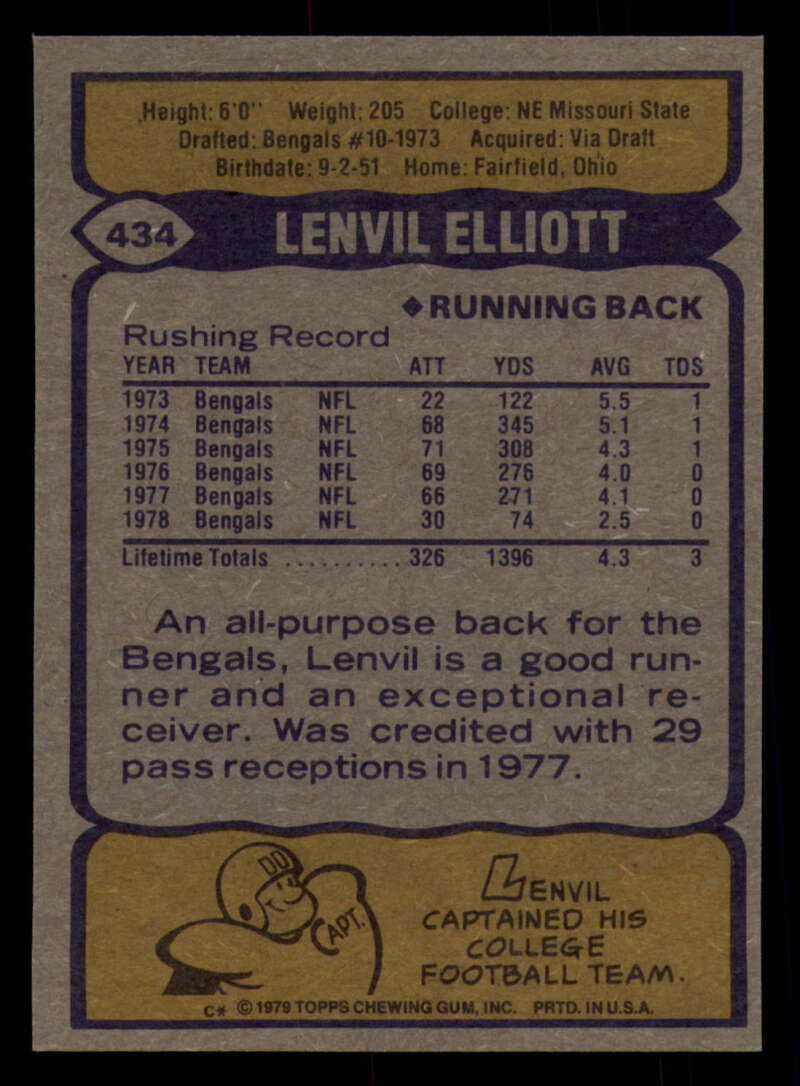 Height: 6'0" Weight: 205 College: NE Missouri State
Drafted: Bengals #10-1973 Acquired: Via Draft
Birthdate: 9-2-51 Home: Fairfield, Ohio
434 LENVIL ELLIOTT
◆RUNNING BACK
Rushing Record
YEAR TEAM ATT YDS AVG TDS
1973 Bengals NFL 22 122 5.5 1
1974 Bengals NFL 68 345 5.1 1
1975 Bengals NFL 71 308 4.3 1
1976 Bengals NFL 69 276 4.0 0
1977 Bengals NFL 66 271 4.1 0
1978 Bengals NFL 30 74 2.5 0
Lifetime Totals .......... 326 1396 4.3 3
An all-purpose back for the
Bengals, Lenvil is a good run-
ner and an exceptional re-
ceiver. Was credited with 29
pass receptions in 1977.
DD
CAPT.
LENVIL
CAPTAINED HIS
COLLEGE
FOOTBALL TEAM.
C* © 1979 TOPPS CHEWING GUM, INC. PRTD. IN U.S.A.